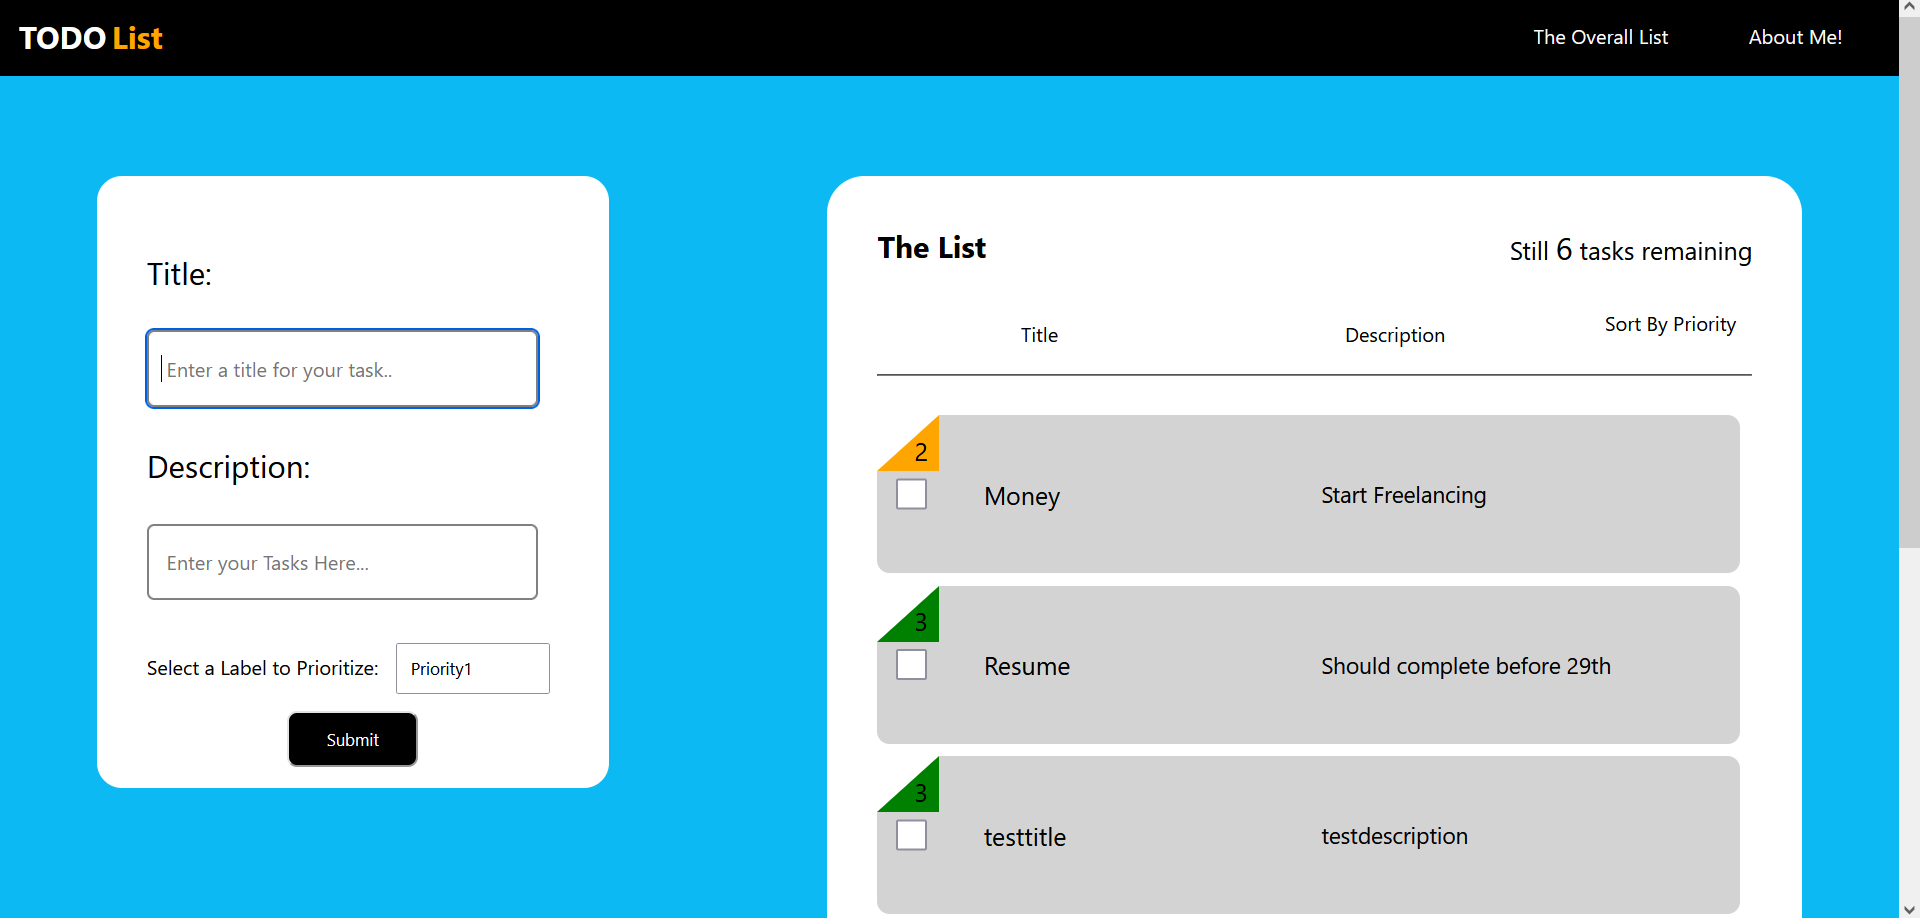 TODO List
The Overall List
About Me!
Title:
Enter a title for your task..
Description:
Enter your Tasks Here...
Select a Label to Prioritize:
Priority1
Submit
The List
Still 6 tasks remaining
Title
Description
Sort By Priority
2
Money
Start Freelancing
3
Resume
Should complete before 29th
3
testtitle
testdescription